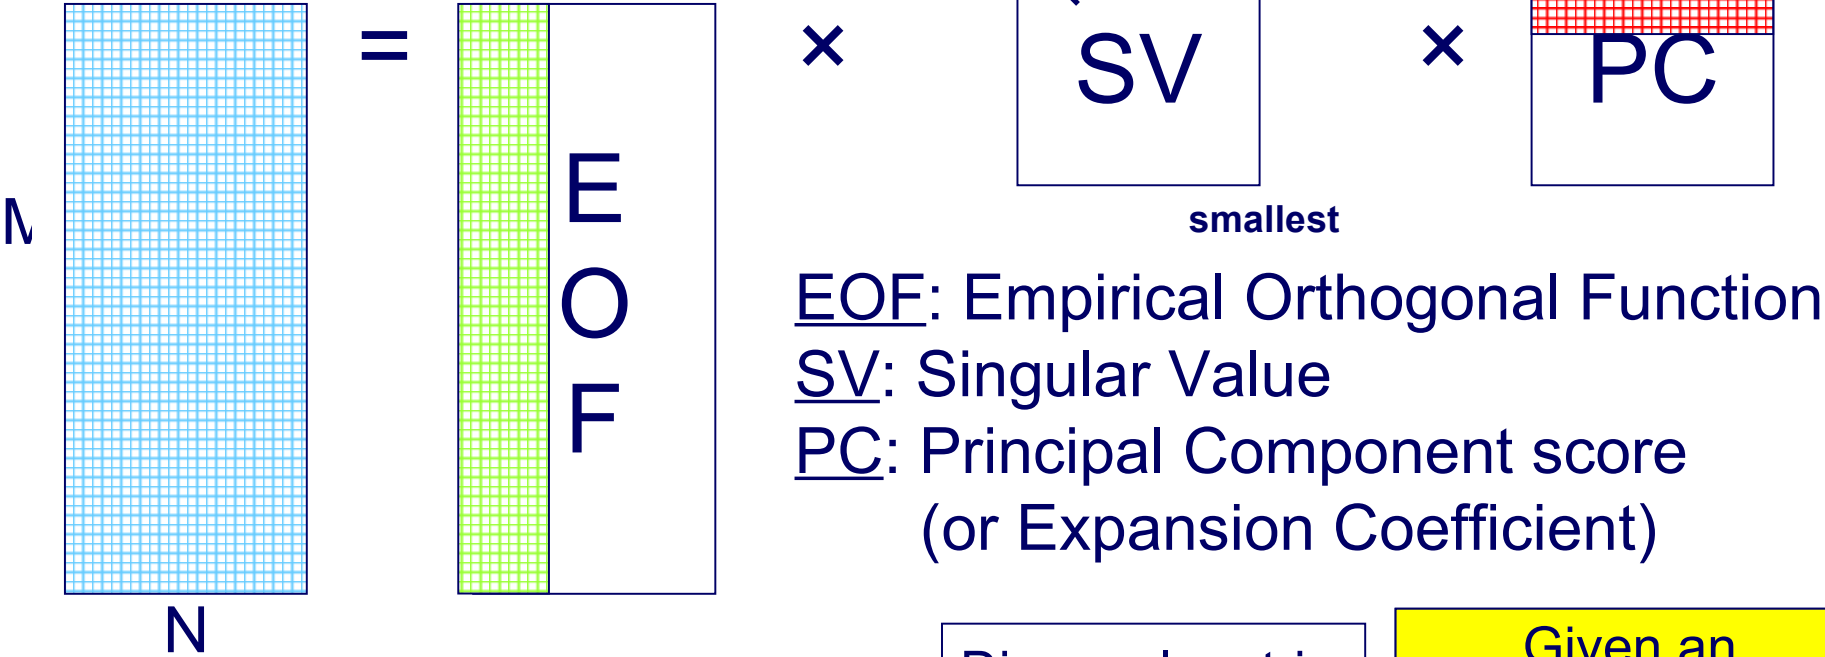 =
×
SV
×
PC
E
O
F
smallest
EOF: Empirical Orthogonal Function
SV: Singular Value
PC: Principal Component score
(or Expansion Coefficient)
N
Given an